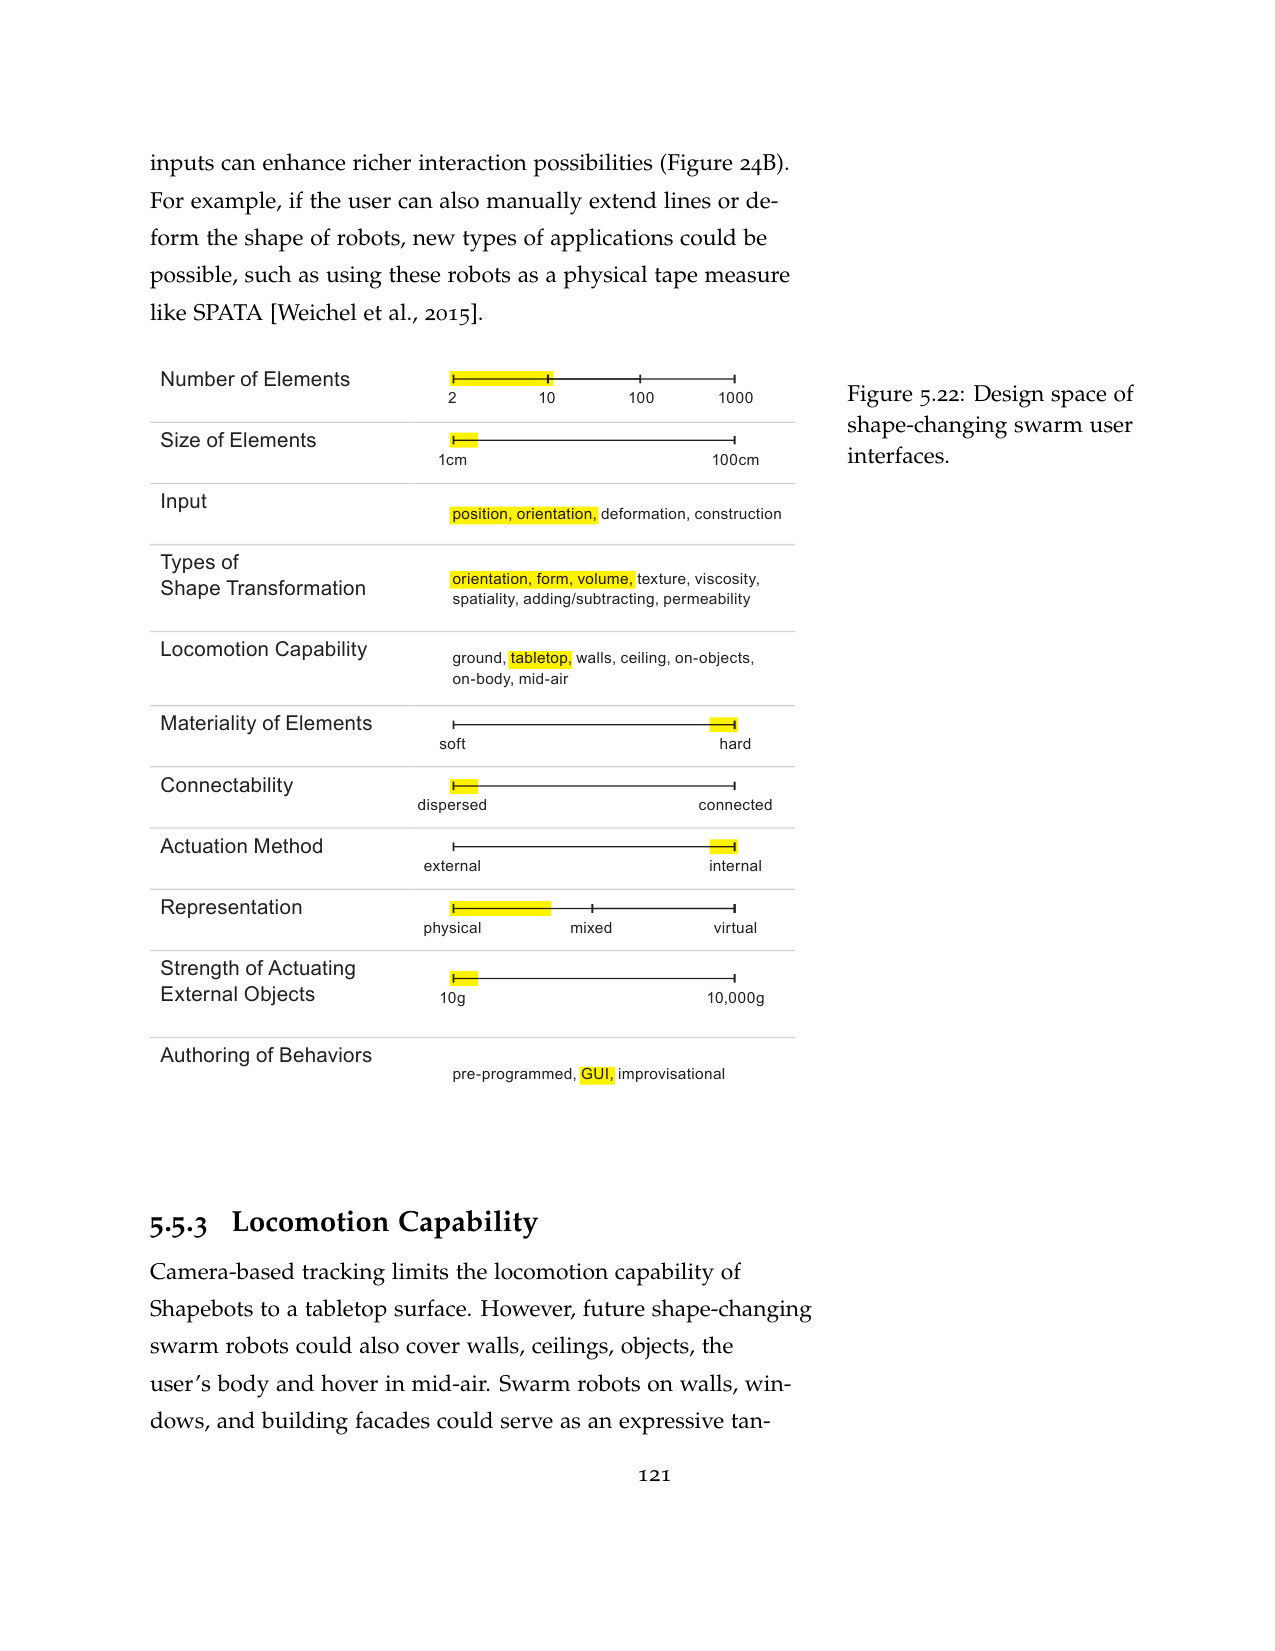 inputs can enhance richer interaction possibilities (Figure 24B).
For example, if the user can also manually extend lines or de-
form the shape of robots, new types of applications could be
possible, such as using these robots as a physical tape measure
like SPATA [Weichel et al., 2015].
Number of Elements
2 10 100 1000
Size of Elements
1cm 100cm
Input
position, orientation, deformation, construction
Types of
Shape Transformation
orientation, form, volume, texture, viscosity,
spatiality, adding/subtracting, permeability
Locomotion Capability
ground, tabletop, walls, ceiling, on-objects,
on-body, mid-air
Materiality of Elements
soft hard
Connectability
dispersed connected
Actuation Method
external internal
Representation
physical mixed virtual
Strength of Actuating
External Objects
10g 10,000g
Authoring of Behaviors
pre-programmed, GUI, improvisational
Figure 5.22: Design space of
shape-changing swarm user
interfaces.
5.5.3 Locomotion Capability
Camera-based tracking limits the locomotion capability of
Shapebots to a tabletop surface. However, future shape-changing
swarm robots could also cover walls, ceilings, objects, the
user's body and hover in mid-air. Swarm robots on walls, win-
dows, and building facades could serve as an expressive tan-
121